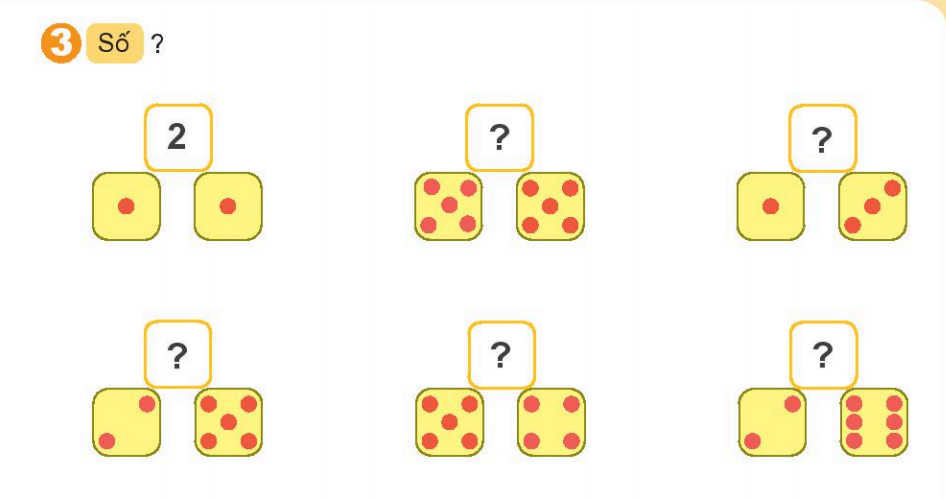 3 Số ?
2 ? ?
? ? ?